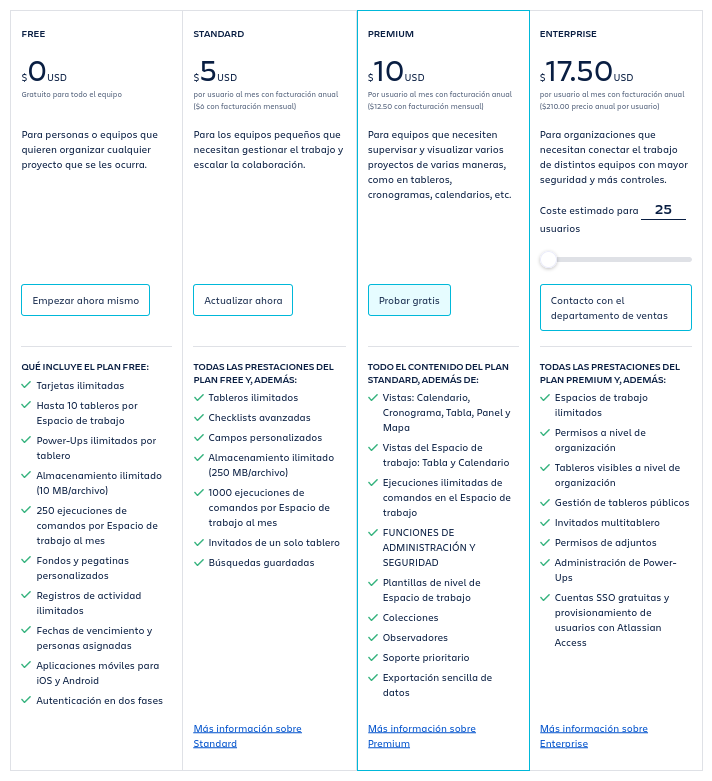 FREE
$0USD
Gratuito para todo el equipo
Para personas o equipos que
quieren organizar cualquier
proyecto que se les ocurra.
Empezar ahora mismo
QUÉ INCLUYE EL PLAN FREE:
Tarjetas ilimitadas
Hasta 10 tableros por
Espacio de trabajo
Power-Ups ilimitados por
tablero
Almacenamiento ilimitado
(10 MB/archivo)
250 ejecuciones de
comandos por Espacio de
trabajo al mes
Fondos y pegatinas
personalizados
Registros de actividad
ilimitados
Fechas de vencimiento y
personas asignadas
Aplicaciones móviles para
iOS y Android
Autenticación en dos fases
STANDARD
$5USD
por usuario al mes con facturación anual
($6 con facturación mensual)
Para los equipos pequeños que
necesitan gestionar el trabajo y
escalar la colaboración.
Actualizar ahora
TODAS LAS PRESTACIONES DEL
PLAN FREE Y, ADEMÁS:
Tableros ilimitados
Checklists avanzadas
Campos personalizados
Almacenamiento ilimitado
(250 MB/archivo)
1000 ejecuciones de
comandos por Espacio de
trabajo al mes
Invitados de un solo tablero
Búsquedas guardadas
Más información sobre
Standard
PREMIUM
$10USD
Por usuario al mes con facturación anual
($12.50 con facturación mensual)
Para equipos que necesiten
supervisar y visualizar varios
proyectos de varias maneras,
como en tableros,
cronogramas, calendarios, etc.
Probar gratis
TODO EL CONTENIDO DEL PLAN
STANDARD, ADEMÁS DE:
Vistas: Calendario,
Cronograma, Tabla, Panel y
Mapa
Vistas del Espacio de
trabajo: Tabla y Calendario
Ejecuciones ilimitadas de
comandos en el Espacio de
trabajo
FUNCIONES DE
ADMINISTRACIÓN Y
SEGURIDAD
Plantillas de nivel de
Espacio de trabajo
Colecciones
Observadores
Soporte prioritario
Exportación sencilla de
datos
Más información sobre
Premium
ENTERPRISE
$17.50USD
por usuario al mes con facturación anual
($210.00 precio anual por usuario)
Para organizaciones que
necesitan conectar el trabajo
de distintos equipos con mayor
seguridad y más controles.
Coste estimado para 25
usuarios
Contacto con el
departamento de ventas
TODAS LAS PRESTACIONES DEL
PLAN PREMIUM Y, ADEMÁS:
Espacios de trabajo
ilimitados
Permisos a nivel de
organización
Tableros visibles a nivel de
organización
Gestión de tableros públicos
Invitados multitablero
Permisos de adjuntos
Administración de Power-
Ups
Cuentas SSO gratuitas y
provisionamiento de
usuarios con Atlassian
Access
Más información sobre
Enterprise